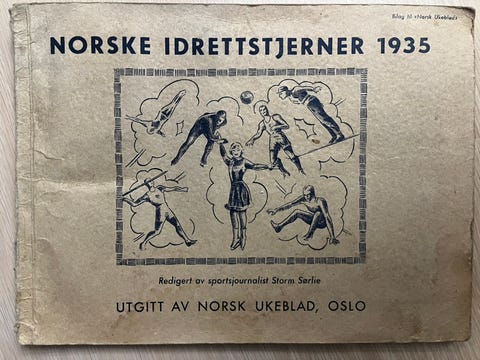 Bilag til «Norsk Ukeblad»
NORSKE IDRETTSTJERNER 1935
Redigert av sportsjournalist Storm Sørlie
UTGITT AV NORSK UKEBLAD, OSLO